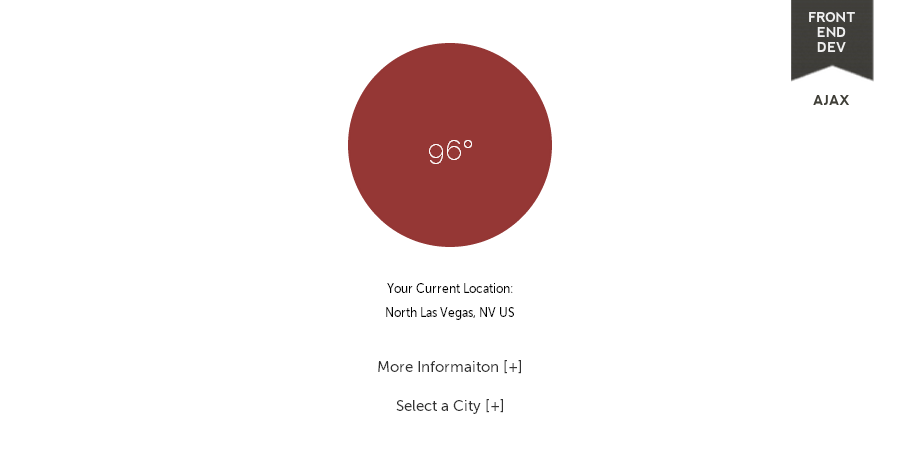 FRONT
END
DEV
AJAX
96°
Your Current Location:
North Las Vegas, NV US
More Informaiton [+]
Select a City [+]